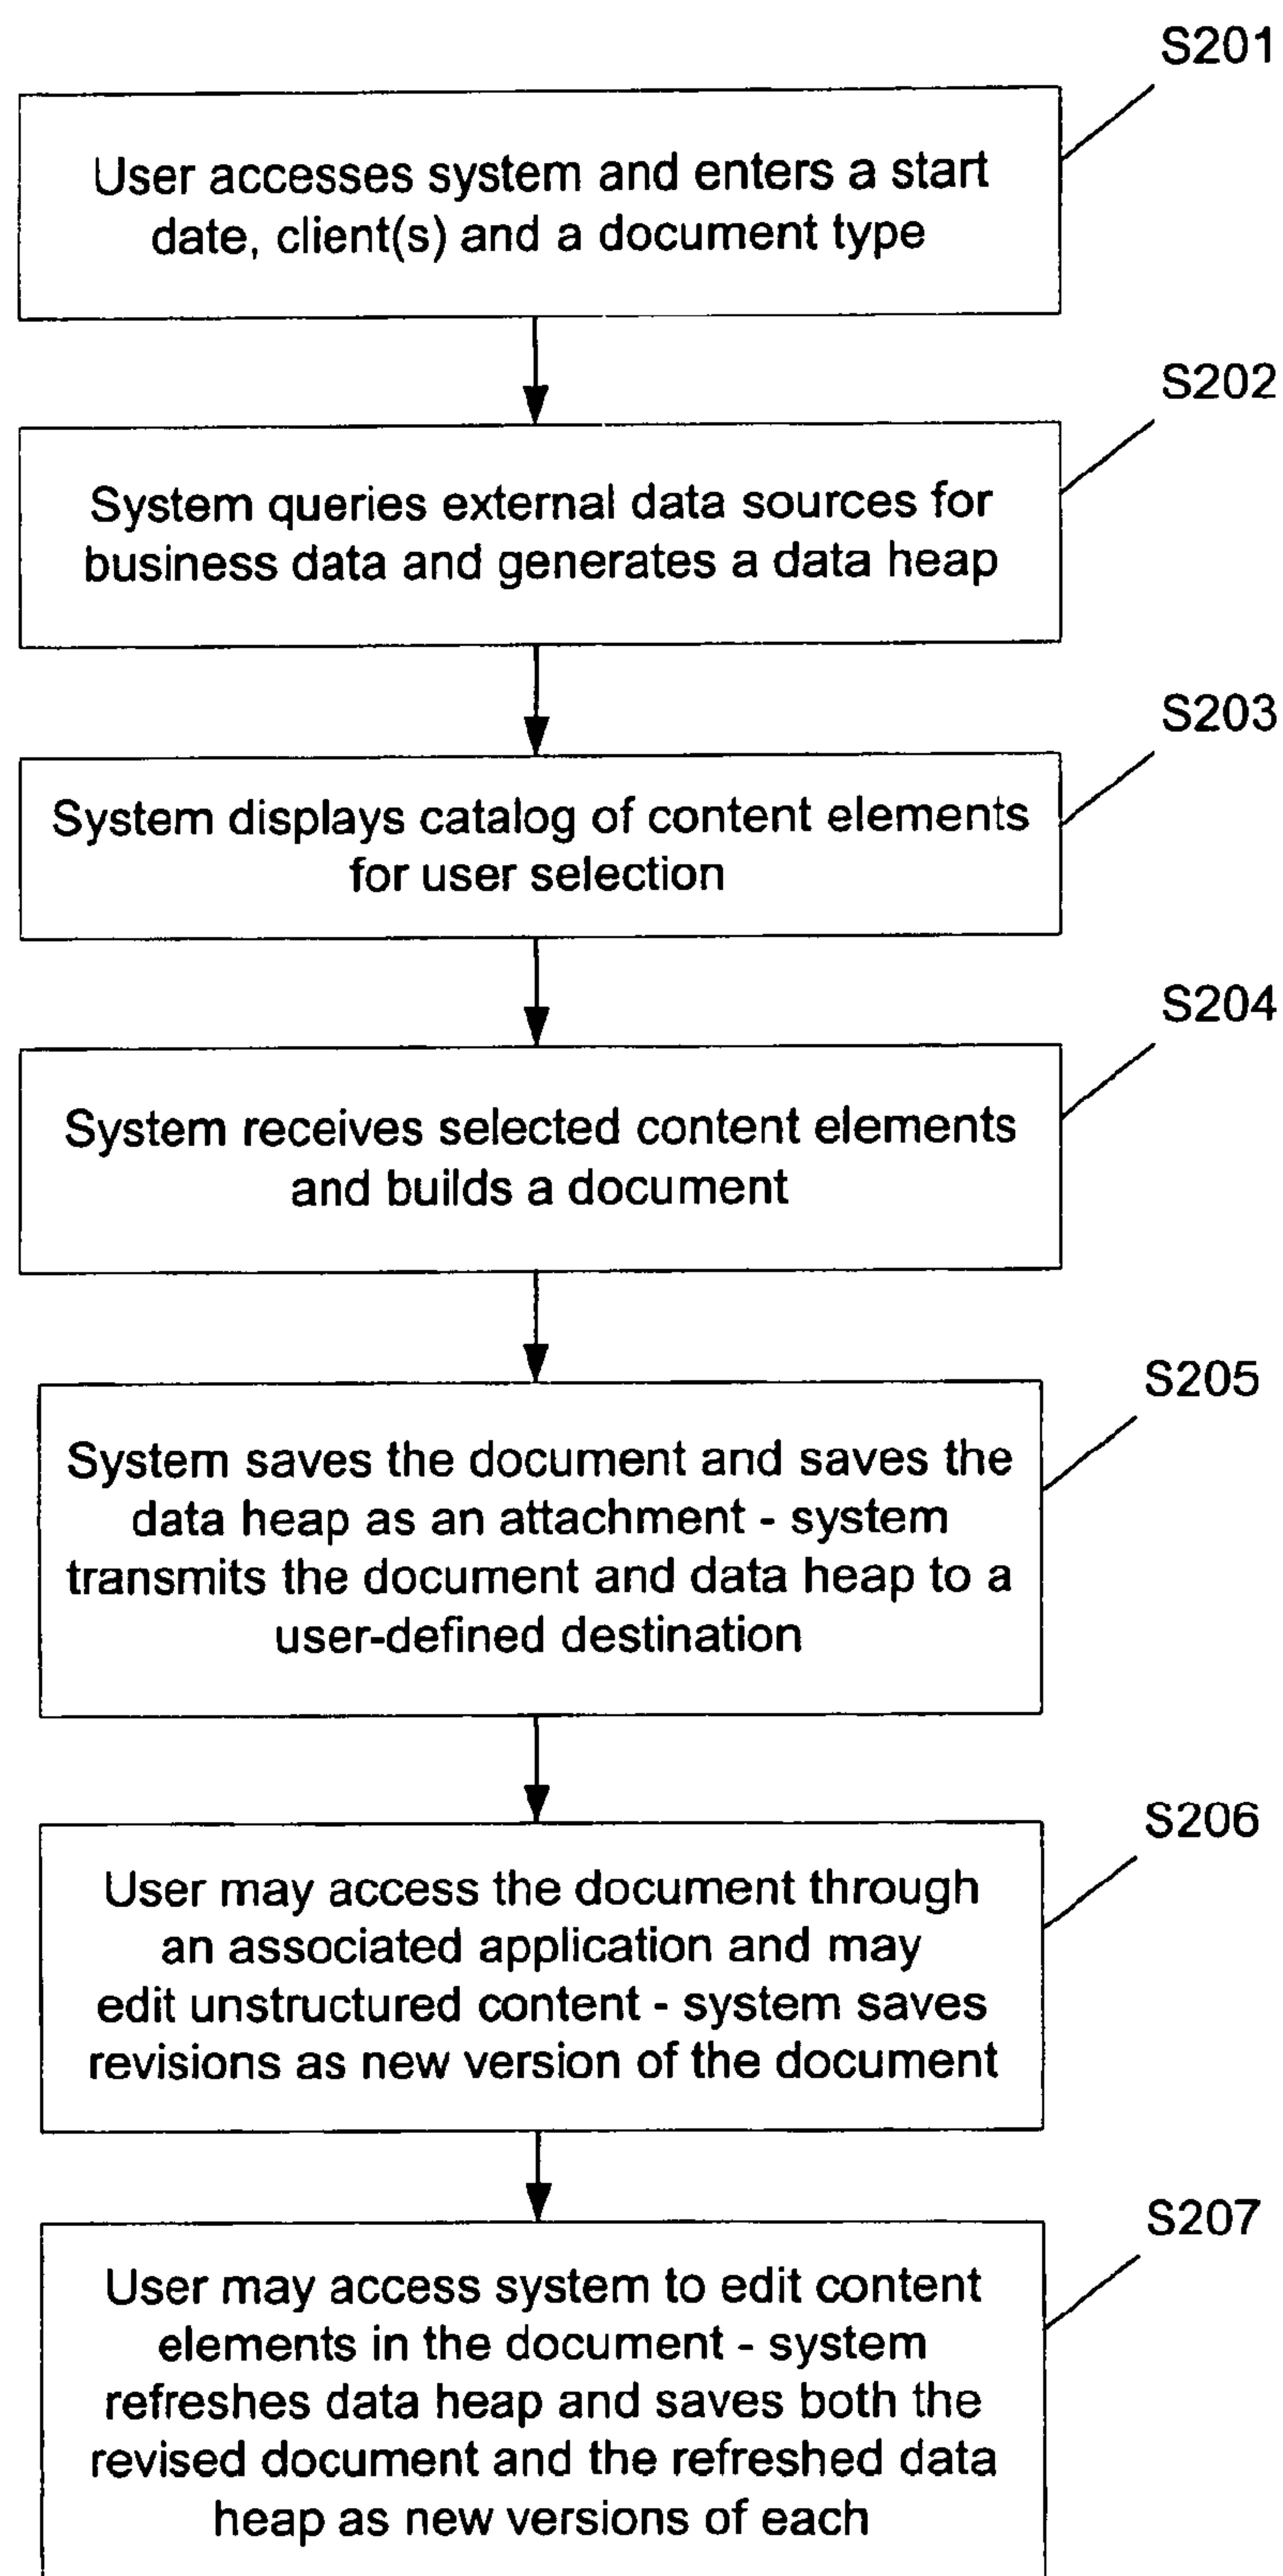 S201
User accesses system and enters a start
date, client(s) and a document type
S202
System queries external data sources for
business data and generates a data heap
S203
System displays catalog of content elements
for user selection
S204
System receives selected content elements
and builds a document
S205
System saves the document and saves the
data heap as an attachment - system
transmits the document and data heap to a
user-defined destination
S206
User may access the document through
an associated application and may
edit unstructured content - system saves
revisions as new version of the document
S207
User may access system to edit content
elements in the document - system
refreshes data heap and saves both the
revised document and the refreshed data
heap as new versions of each